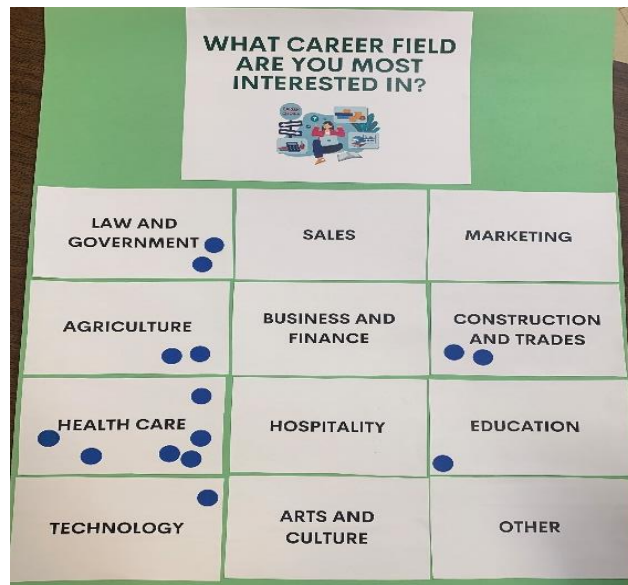 WHAT CAREER FIELD
ARE YOU MOST
INTERESTED IN?
LAW AND
GOVERNMENT
SALES
MARKETING
AGRICULTURE
BUSINESS AND
FINANCE
CONSTRUCTION
AND TRADES
HEALTH CARE
HOSPITALITY
EDUCATION
TECHNOLOGY
ARTS AND
CULTURE
OTHER